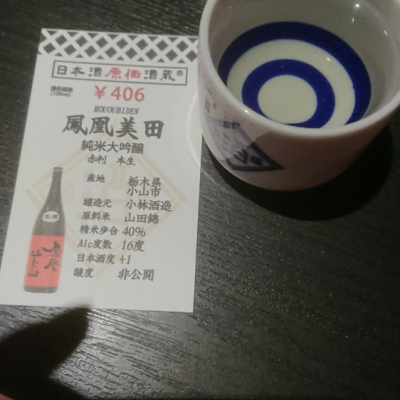 日本酒原価酒蔵®
¥406
HOUOUBIDEN
鳳凰美田
純米大吟醸
赤判 本生
産地 栃木県
小山市
醸造元 小林酒造
原料米 山田錦
精米歩合 40%
Alc度数 16度
日本酒度 +1
酸度 非公開